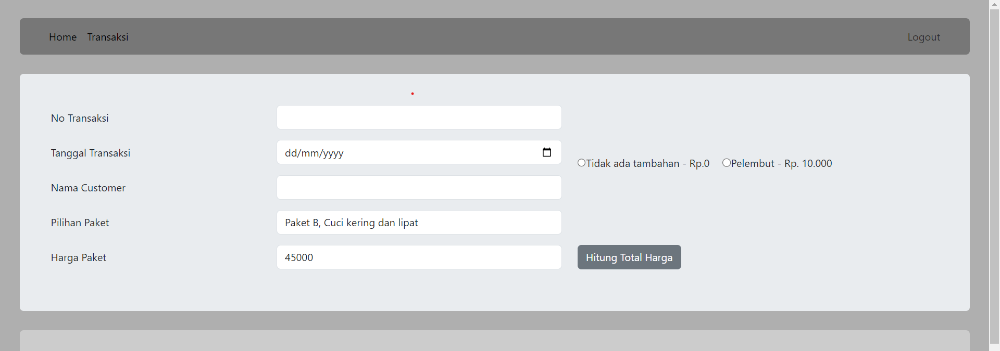 Home Transaksi Logout
No Transaksi
Tanggal Transaksi dd/mm/yyyy
Tidak ada tambahan - Rp.0 Pelembut - Rp. 10.000
Nama Customer
Pilihan Paket Paket B, Cuci kering dan lipat
Harga Paket 45000 Hitung Total Harga